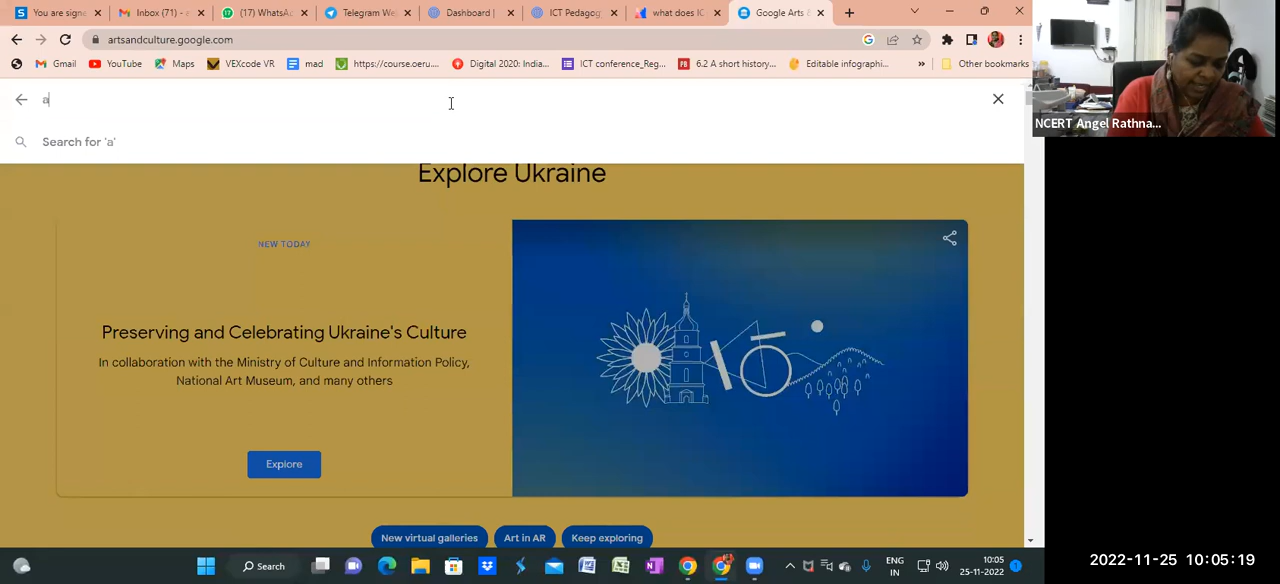 You are signe
Inbox (71) - e
(17) WhatsA
Telegram We
Dashboard |
ICT Pedagog
what does IC
Google Arts &
artsandculture.google.com
Gmail
YouTube
Maps
VEXcode VR
mad
https://course.oeru....
Digital 2020: India...
ICT conference_Reg...
6.2 A short history...
Editable infographi...
»
Other bookmarks
a
Search for 'a'
NCERT Angel Rathna...
Explore Ukraine
NEW TODAY
Preserving and Celebrating Ukraine's Culture
In collaboration with the Ministry of Culture and Information Policy,
National Art Museum, and many others
Explore
New virtual galleries
Art in AR
Keep exploring
Search
ENG
IN
10:05
25-11-2022
1
2022-11-25 10:05:19